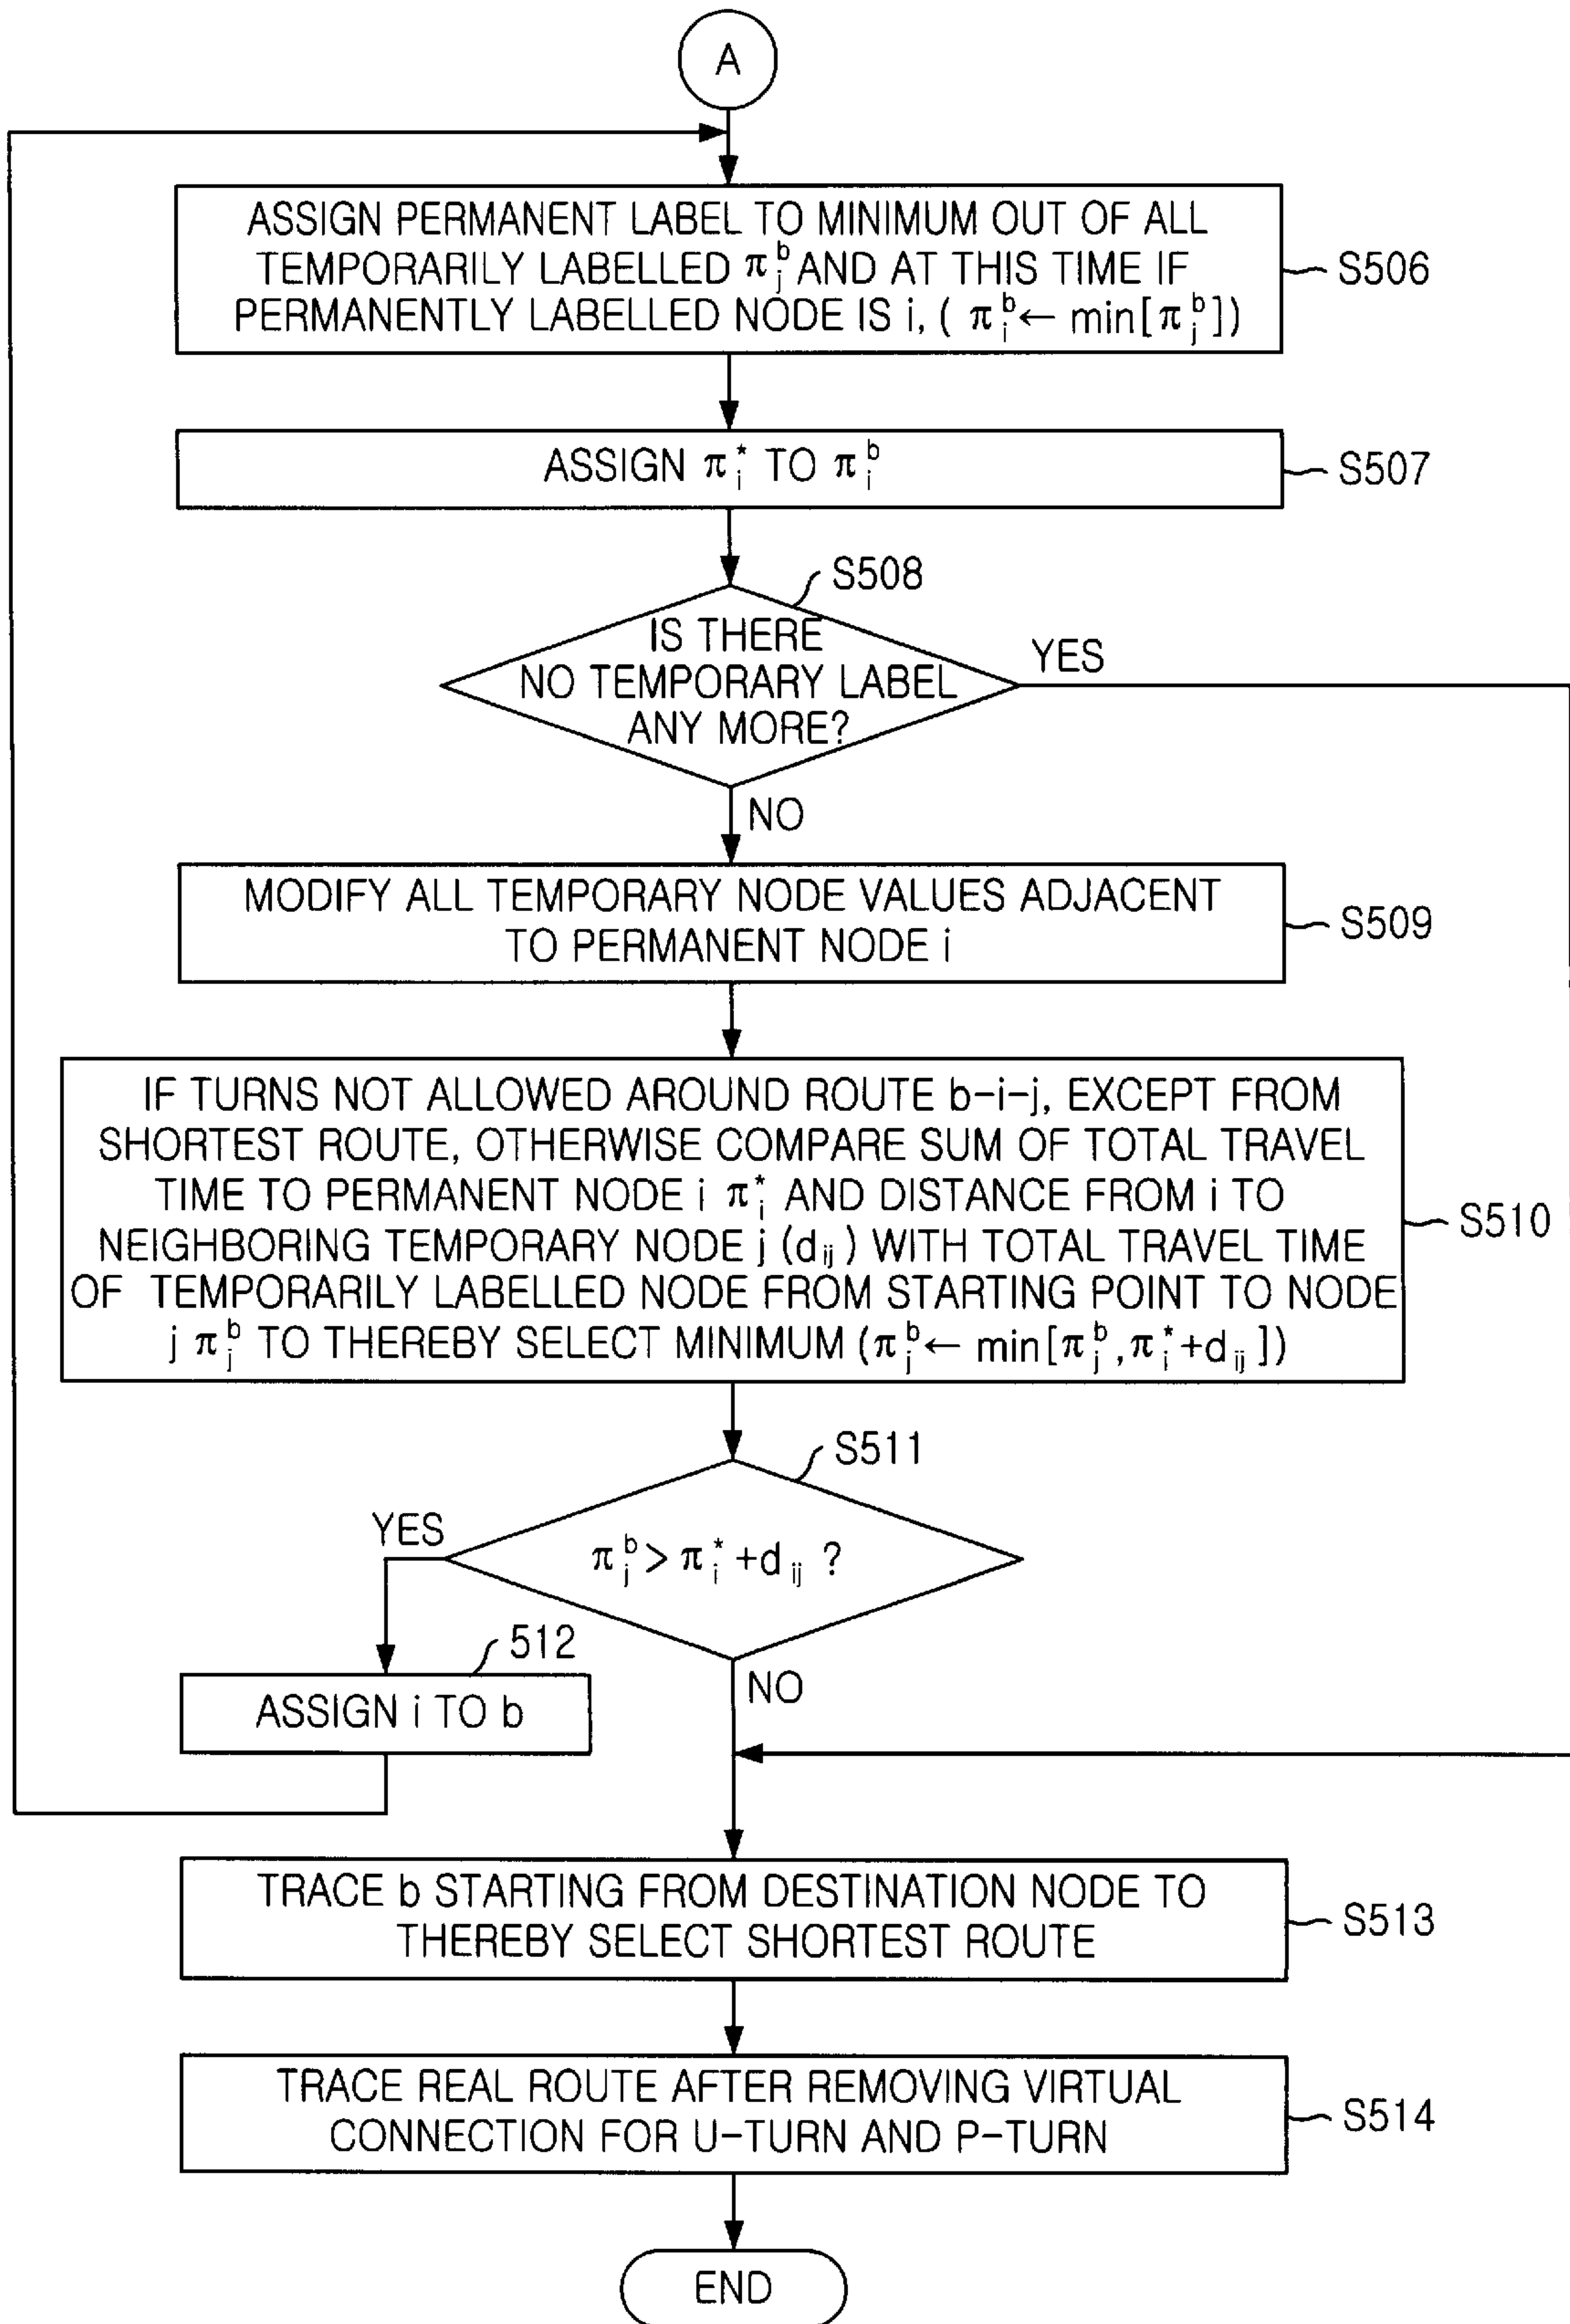 A
ASSIGN PERMANENT LABEL TO MINIMUM OUT OF ALL
TEMPORARILY LABELLED π_j^b AND AT THIS TIME IF
PERMANENTLY LABELLED NODE IS i, ( π_i^b ← min[π_j^b])
S506
ASSIGN π_i^* TO π_i^b
S507
S508
IS THERE
NO TEMPORARY LABEL
ANY MORE?
YES
NO
MODIFY ALL TEMPORARY NODE VALUES ADJACENT
TO PERMANENT NODE i
S509
IF TURNS NOT ALLOWED AROUND ROUTE b-i-j, EXCEPT FROM
SHORTEST ROUTE, OTHERWISE COMPARE SUM OF TOTAL TRAVEL
TIME TO PERMANENT NODE i π_i^* AND DISTANCE FROM i TO
NEIGHBORING TEMPORARY NODE j (d_ij) WITH TOTAL TRAVEL TIME
OF TEMPORARILY LABELLED NODE FROM STARTING POINT TO NODE
j π_j^b TO THEREBY SELECT MINIMUM (π_j^b ← min[π_j^b, π_i^*+d_ij])
S510
S511
YES
π_j^b > π_i^* +d_ij ?
512
ASSIGN i TO b
NO
TRACE b STARTING FROM DESTINATION NODE TO
THEREBY SELECT SHORTEST ROUTE
S513
TRACE REAL ROUTE AFTER REMOVING VIRTUAL
CONNECTION FOR U-TURN AND P-TURN
S514
END